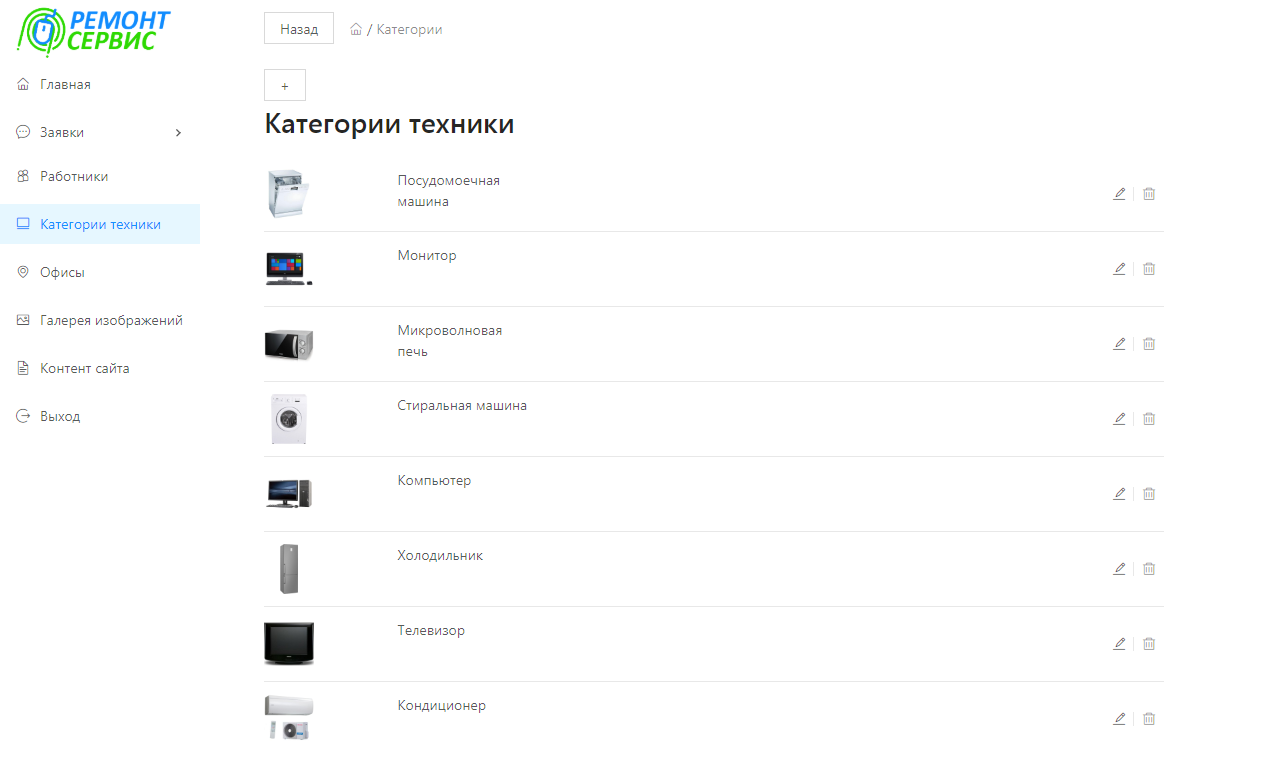 РЕМОНТ
СЕРВИС
Главная
Заявки
Работники
Категории техники
Офисы
Галерея изображений
Контент сайта
Выход
Назад
/ Категории
+
Категории техники
Посудомоечная
машина
Монитор
Микроволновая
печь
Стиральная машина
Компьютер
Холодильник
Телевизор
Кондиционер